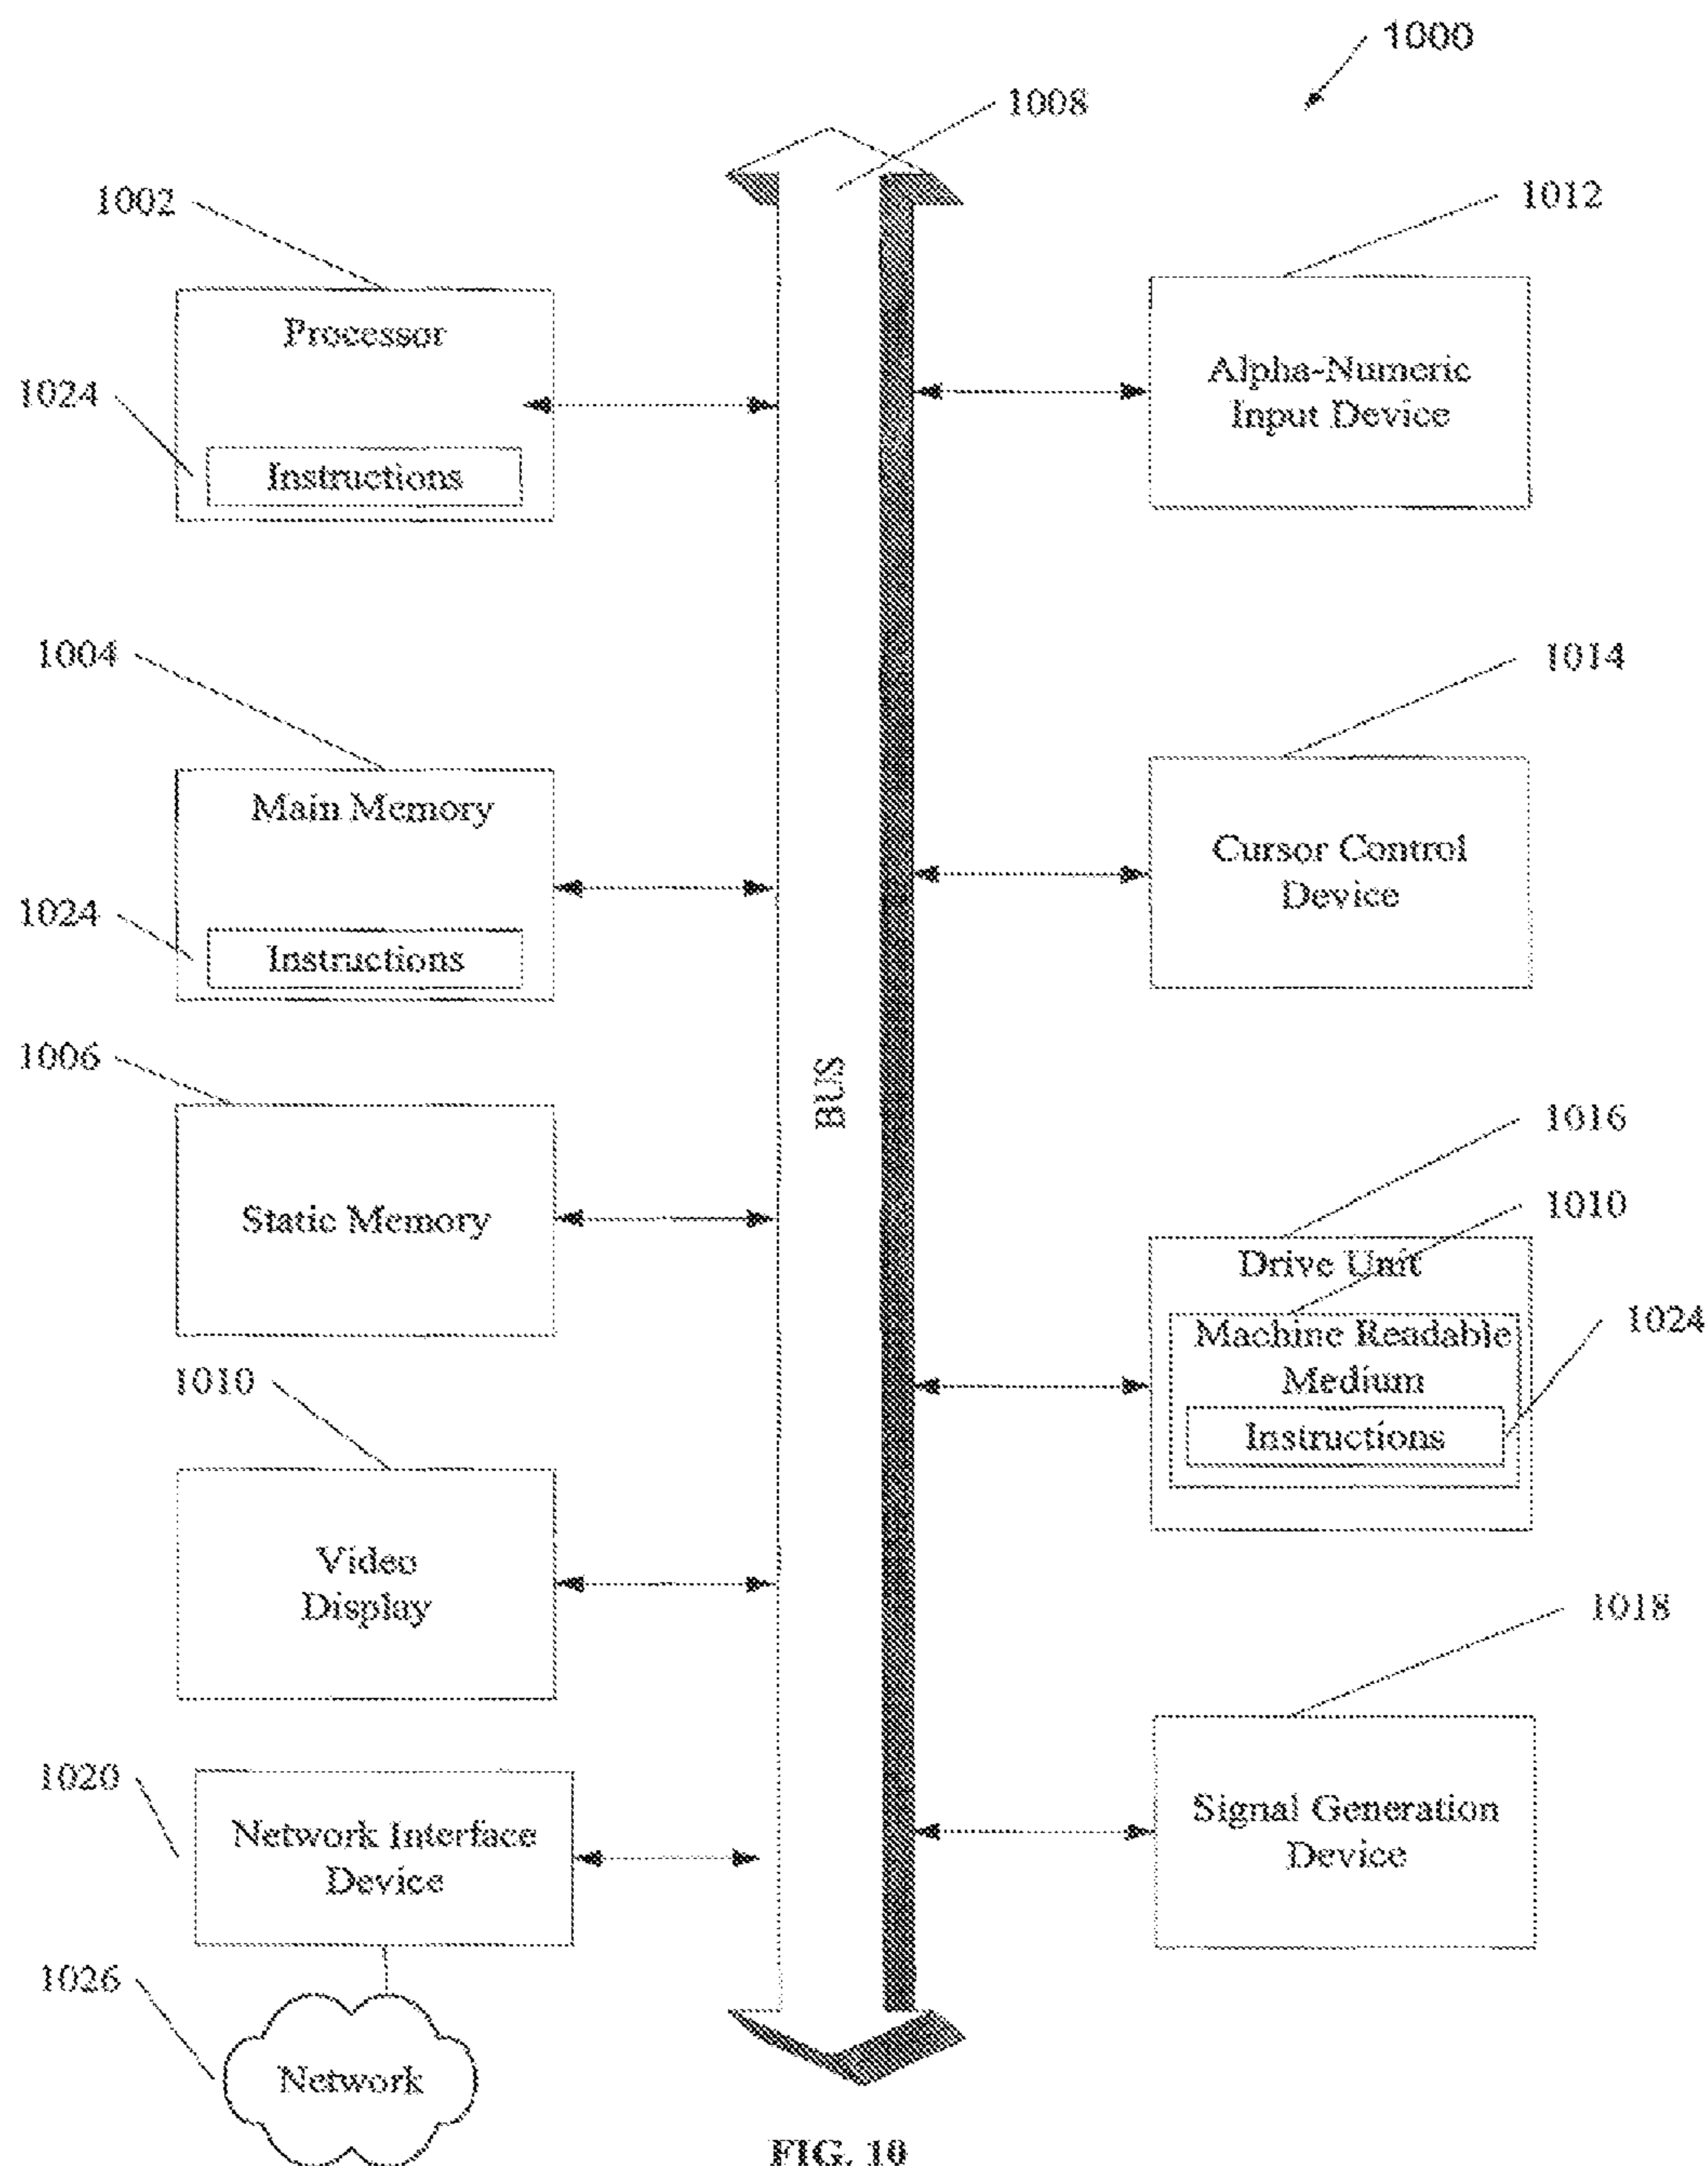 1000
1008
1002
1012
Processor
1024
Instructions
Alpha-Numeric
Input Device
1004
1014
Main Memory
1024
Instructions
Cursor Control
Device
1006
BUS
Static Memory
1016
1010
Drive Unit
1024
Machine Readable
Medium
Instructions
1010
Video
Display
1018
Signal Generation
Device
1020
Network Interface
Device
1026
Network
FIG. 10